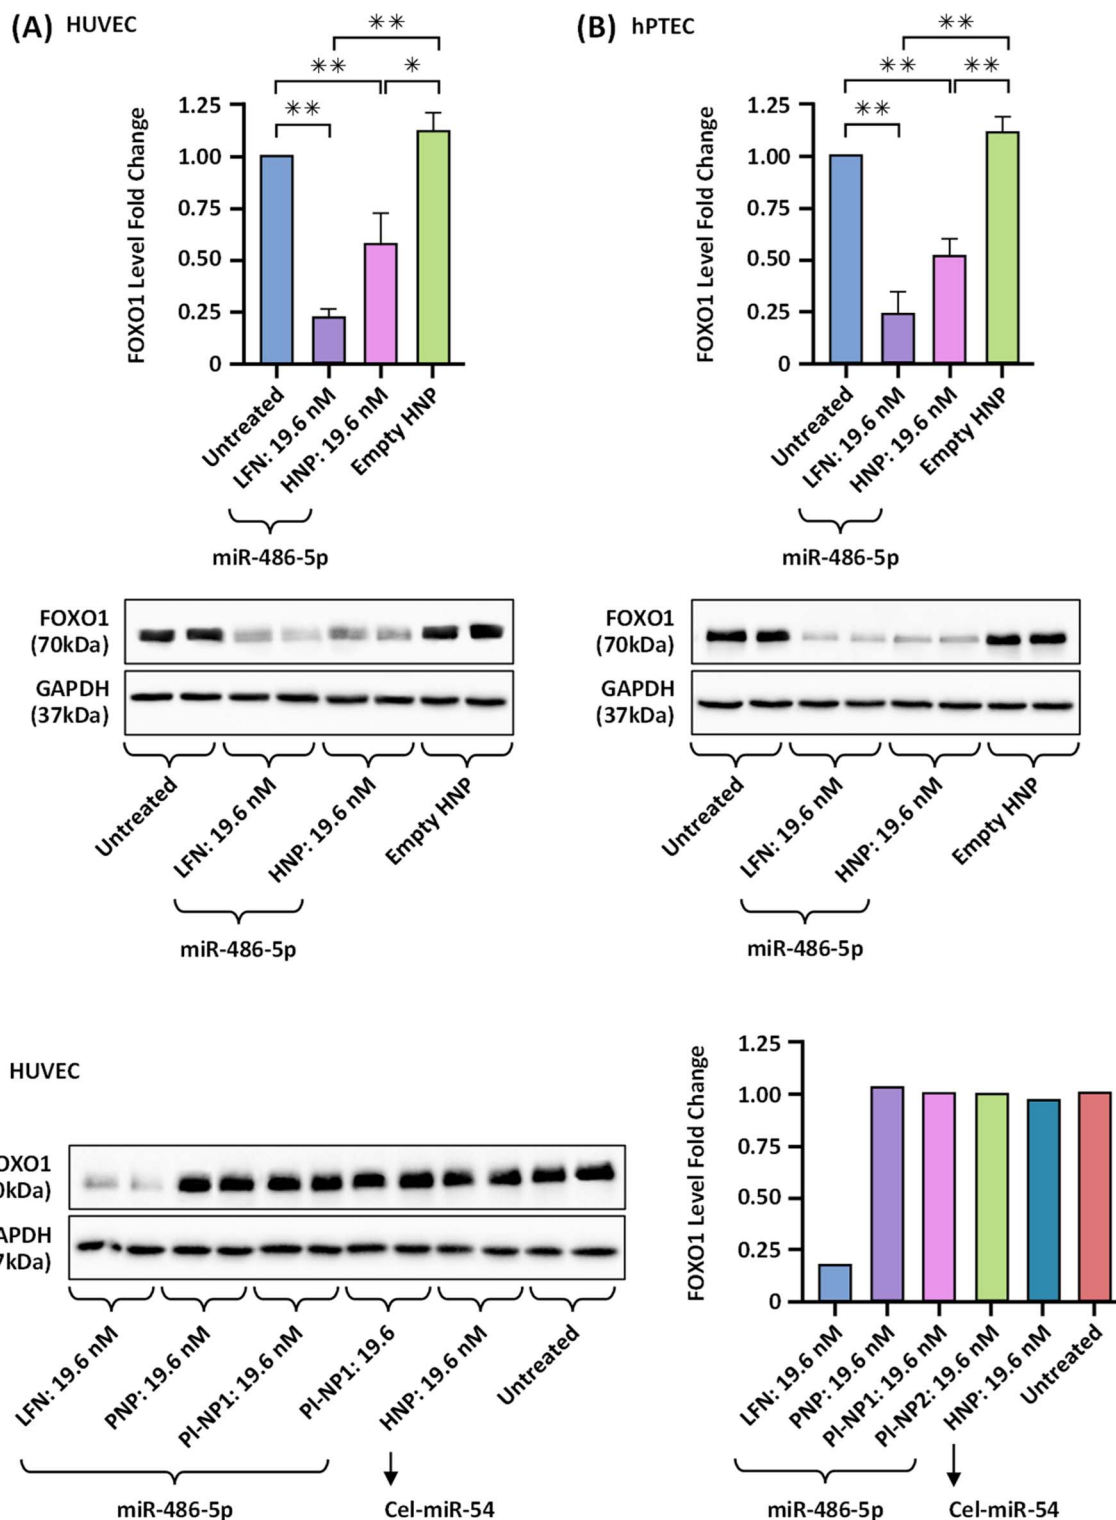 (A) HUVEC
FOXO1 Level Fold Change
1.25
1.00
0.75
0.50
0.25
0
** 
**
**
*
Untreated
LFN: 19.6 nM
HNP: 19.6 nM
Empty HNP
miR-486-5p
FOXO1
(70kDa)
GAPDH
(37kDa)
Untreated
LFN: 19.6 nM
HNP: 19.6 nM
Empty HNP
miR-486-5p
(B) hPTEC
FOXO1 Level Fold Change
1.25
1.00
0.75
0.50
0.25
0
**
**
**
**
Untreated
LFN: 19.6 nM
HNP: 19.6 nM
Empty HNP
miR-486-5p
FOXO1
(70kDa)
GAPDH
(37kDa)
Untreated
LFN: 19.6 nM
HNP: 19.6 nM
Empty HNP
miR-486-5p
HUVEC
OXO1
0kDa)
APDH
7kDa)
LFN: 19.6 nM
PNP: 19.6 nM
PI-NP1: 19.6 nM
PI-NP1: 19.6
HNP: 19.6 nM
Untreated
miR-486-5p
Cel-miR-54
FOXO1 Level Fold Change
1.25
1.00
0.75
0.50
0.25
0
LFN: 19.6 nM
PNP: 19.6 nM
PI-NP1: 19.6 nM
PI-NP2: 19.6 nM
HNP: 19.6 nM
Untreated
miR-486-5p
Cel-miR-54